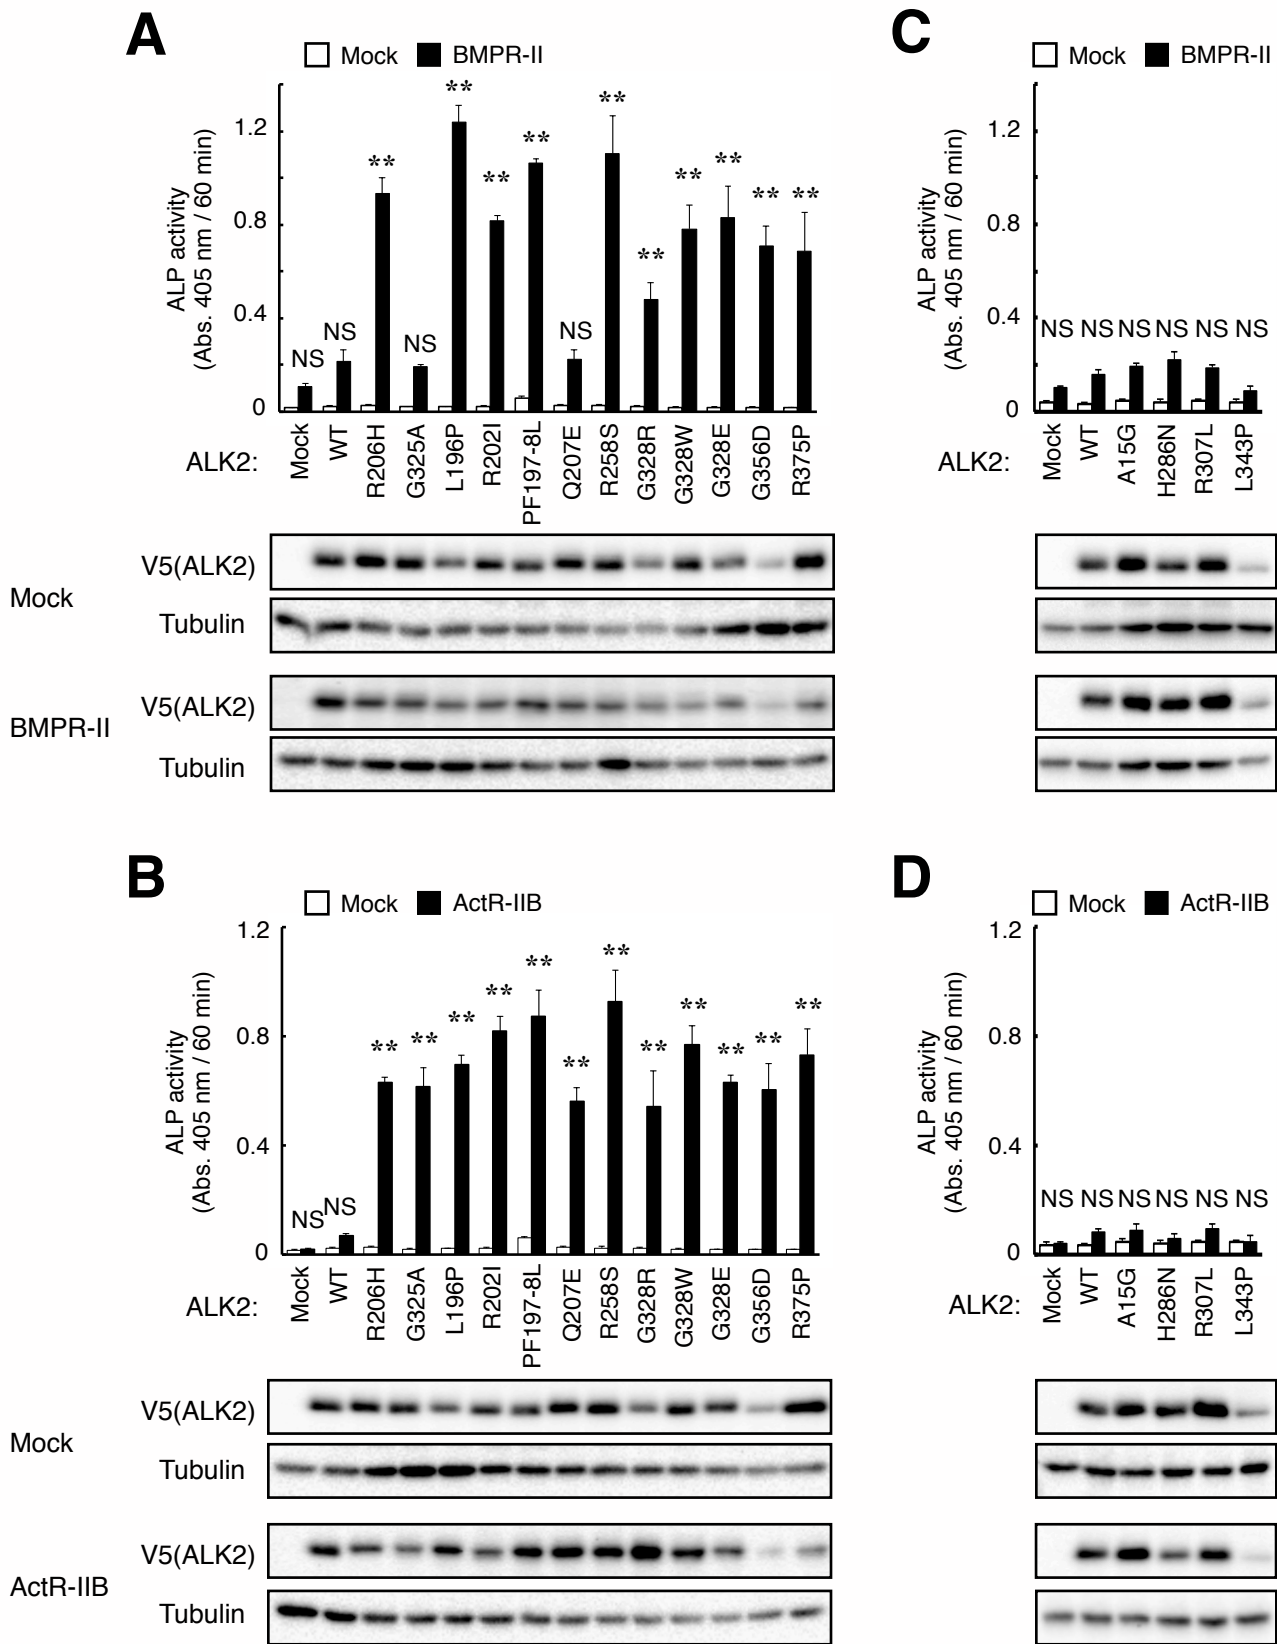 A
Mock BMPR-II
ALP activity
(Abs. 405 nm / 60 min)
1.2
0.8
0.4
0
NS NS ** NS ** ** ** NS ** ** ** ** ** **
ALK2: Mock WT R206H G325A L196P R202I PF197-8L Q207E R258S G328R G328W G328E G356D R375P
Mock
V5(ALK2)
Tubulin
BMPR-II
V5(ALK2)
Tubulin
C
Mock BMPR-II
ALP activity
(Abs. 405 nm / 60 min)
1.2
0.8
0.4
0
NS NS NS NS NS NS
ALK2: Mock WT A15G H286N R307L L343P
B
Mock ActR-IIB
ALP activity
(Abs. 405 nm / 60 min)
1.2
0.8
0.4
0
NS NS ** ** ** ** ** ** ** ** ** ** ** **
ALK2: Mock WT R206H G325A L196P R202I PF197-8L Q207E R258S G328R G328W G328E G356D R375P
Mock
V5(ALK2)
Tubulin
ActR-IIB
V5(ALK2)
Tubulin
D
Mock ActR-IIB
ALP activity
(Abs. 405 nm / 60 min)
1.2
0.8
0.4
0
NS NS NS NS NS NS
ALK2: Mock WT A15G H286N R307L L343P